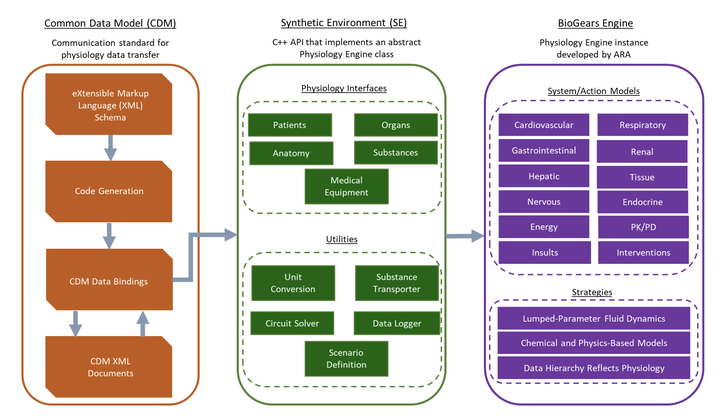 Common Data Model (CDM)
Communication standard for
physiology data transfer
eXtensible Markup
Language (XML)
Schema
Code Generation
CDM Data Bindings
CDM XML
Documents
Synthetic Environment (SE)
C++ API that implements an abstract
Physiology Engine class
Physiology Interfaces
Patients
Organs
Anatomy
Substances
Medical
Equipment
Utilities
Unit
Conversion
Substance
Transporter
Circuit Solver
Data Logger
Scenario
Definition
BioGears Engine
Physiology Engine instance
developed by ARA
System/Action Models
Cardiovascular
Respiratory
Gastrointestinal
Renal
Hepatic
Tissue
Nervous
Endocrine
Energy
PK/PD
Insults
Interventions
Strategies
Lumped-Parameter Fluid Dynamics
Chemical and Physics-Based Models
Data Hierarchy Reflects Physiology